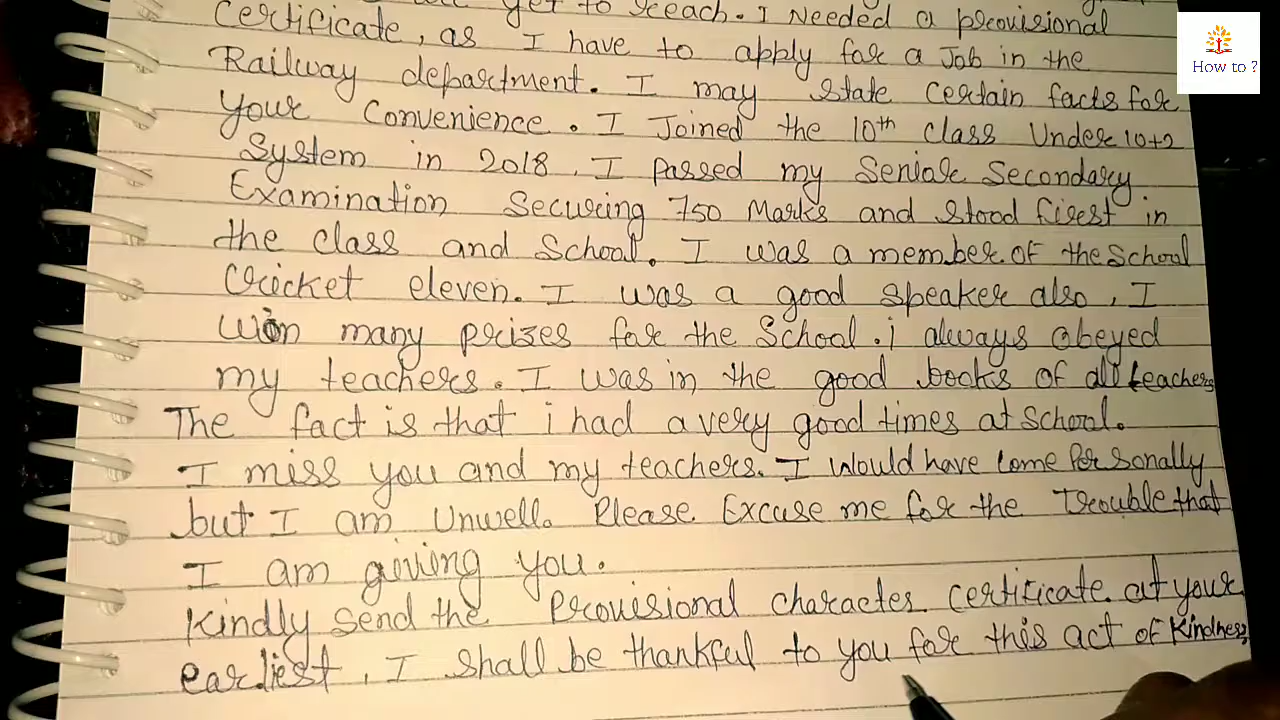 yet to reach. I Needed a provisional
certificate, as I have to apply for a Job in the
Railway department. I may state certain facts for
your Convenience. I Joined the 10th class Under 10+2
System in 2018. I passed my Senior Secondary
Examination Securing 750 Marks and stood first in
the class and School. I was a member of the School
Cricket eleven. I was a good speaker also, I
won many prizes for the School. i always obeyed
my teachers. I was in the good books of all teachers
The fact is that i had a very good times at School.
I miss you and my teachers. I would have come Personally
but I am Unwell. Please Excuse me for the Trouble that
I am giving you.
Kindly send the Provisional character certificate at your
earliest, I shall be thankful to you for this act of Kindness,
How to ?